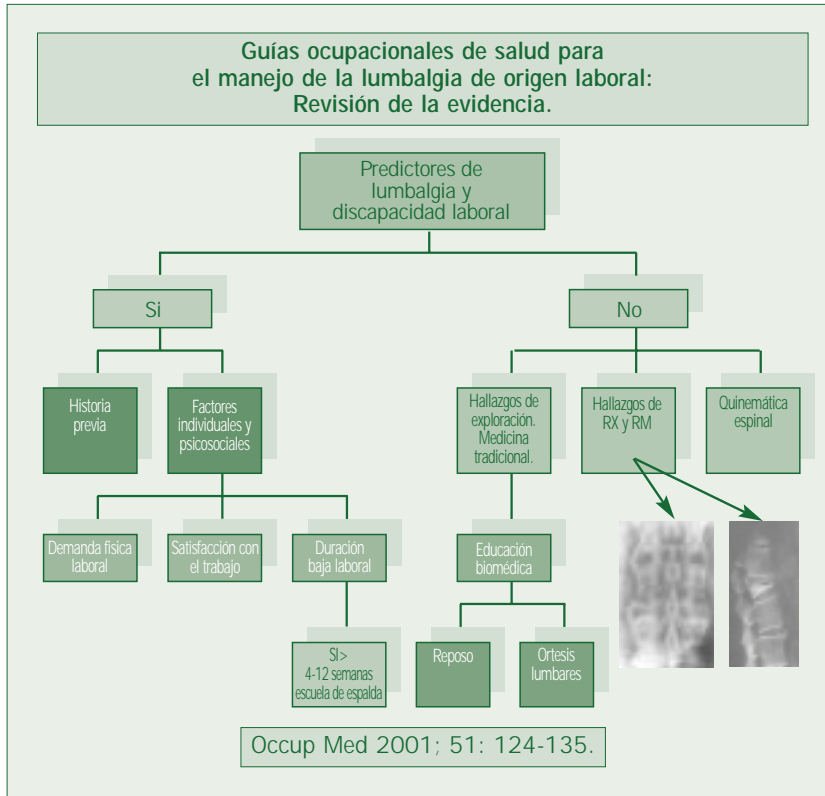 Guías ocupacionales de salud para
el manejo de la lumbalgia de origen laboral:
Revisión de la evidencia.
Predictores de
lumbalgia y
discapacidad laboral
Si
No
Historia
previa
Factores
individuales y
psicosociales
Hallazgos de
exploración.
Medicina
tradicional.
Hallazgos de
RX y RM
Quinemática
espinal
Demanda física
laboral
Satisfacción con
el trabajo
Duración
baja laboral
Educación
biomédica
SI >
4-12 semanas
escuela de espalda
Reposo
Ortesis
lumbares
Occup Med 2001; 51: 124-135.